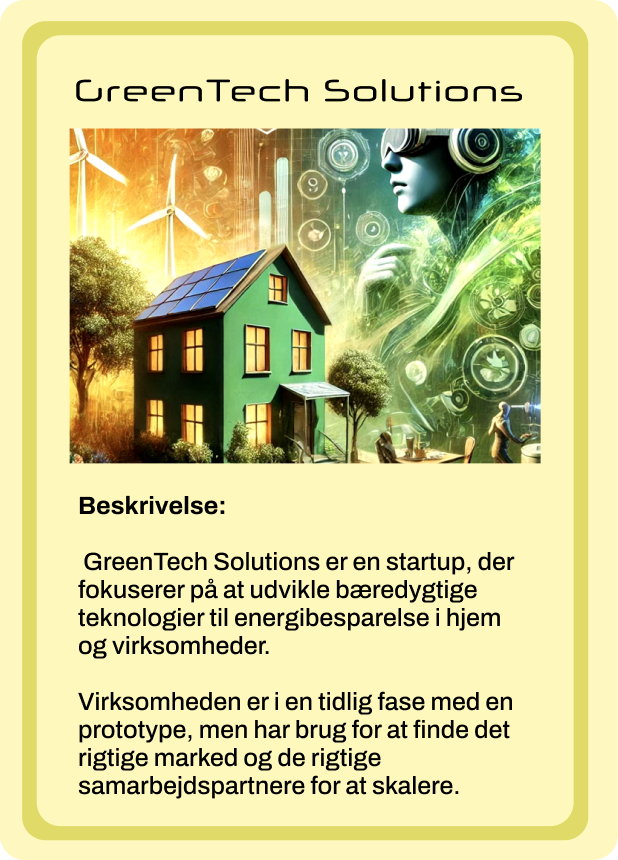 GreenTech Solutions
Beskrivelse:
GreenTech Solutions er en startup, der
fokuserer på at udvikle bæredygtige
teknologier til energibesparelse i hjem
og virksomheder.
Virksomheden er i en tidlig fase med en
prototype, men har brug for at finde det
rigtige marked og de rigtige
samarbejdspartnere for at skalere.